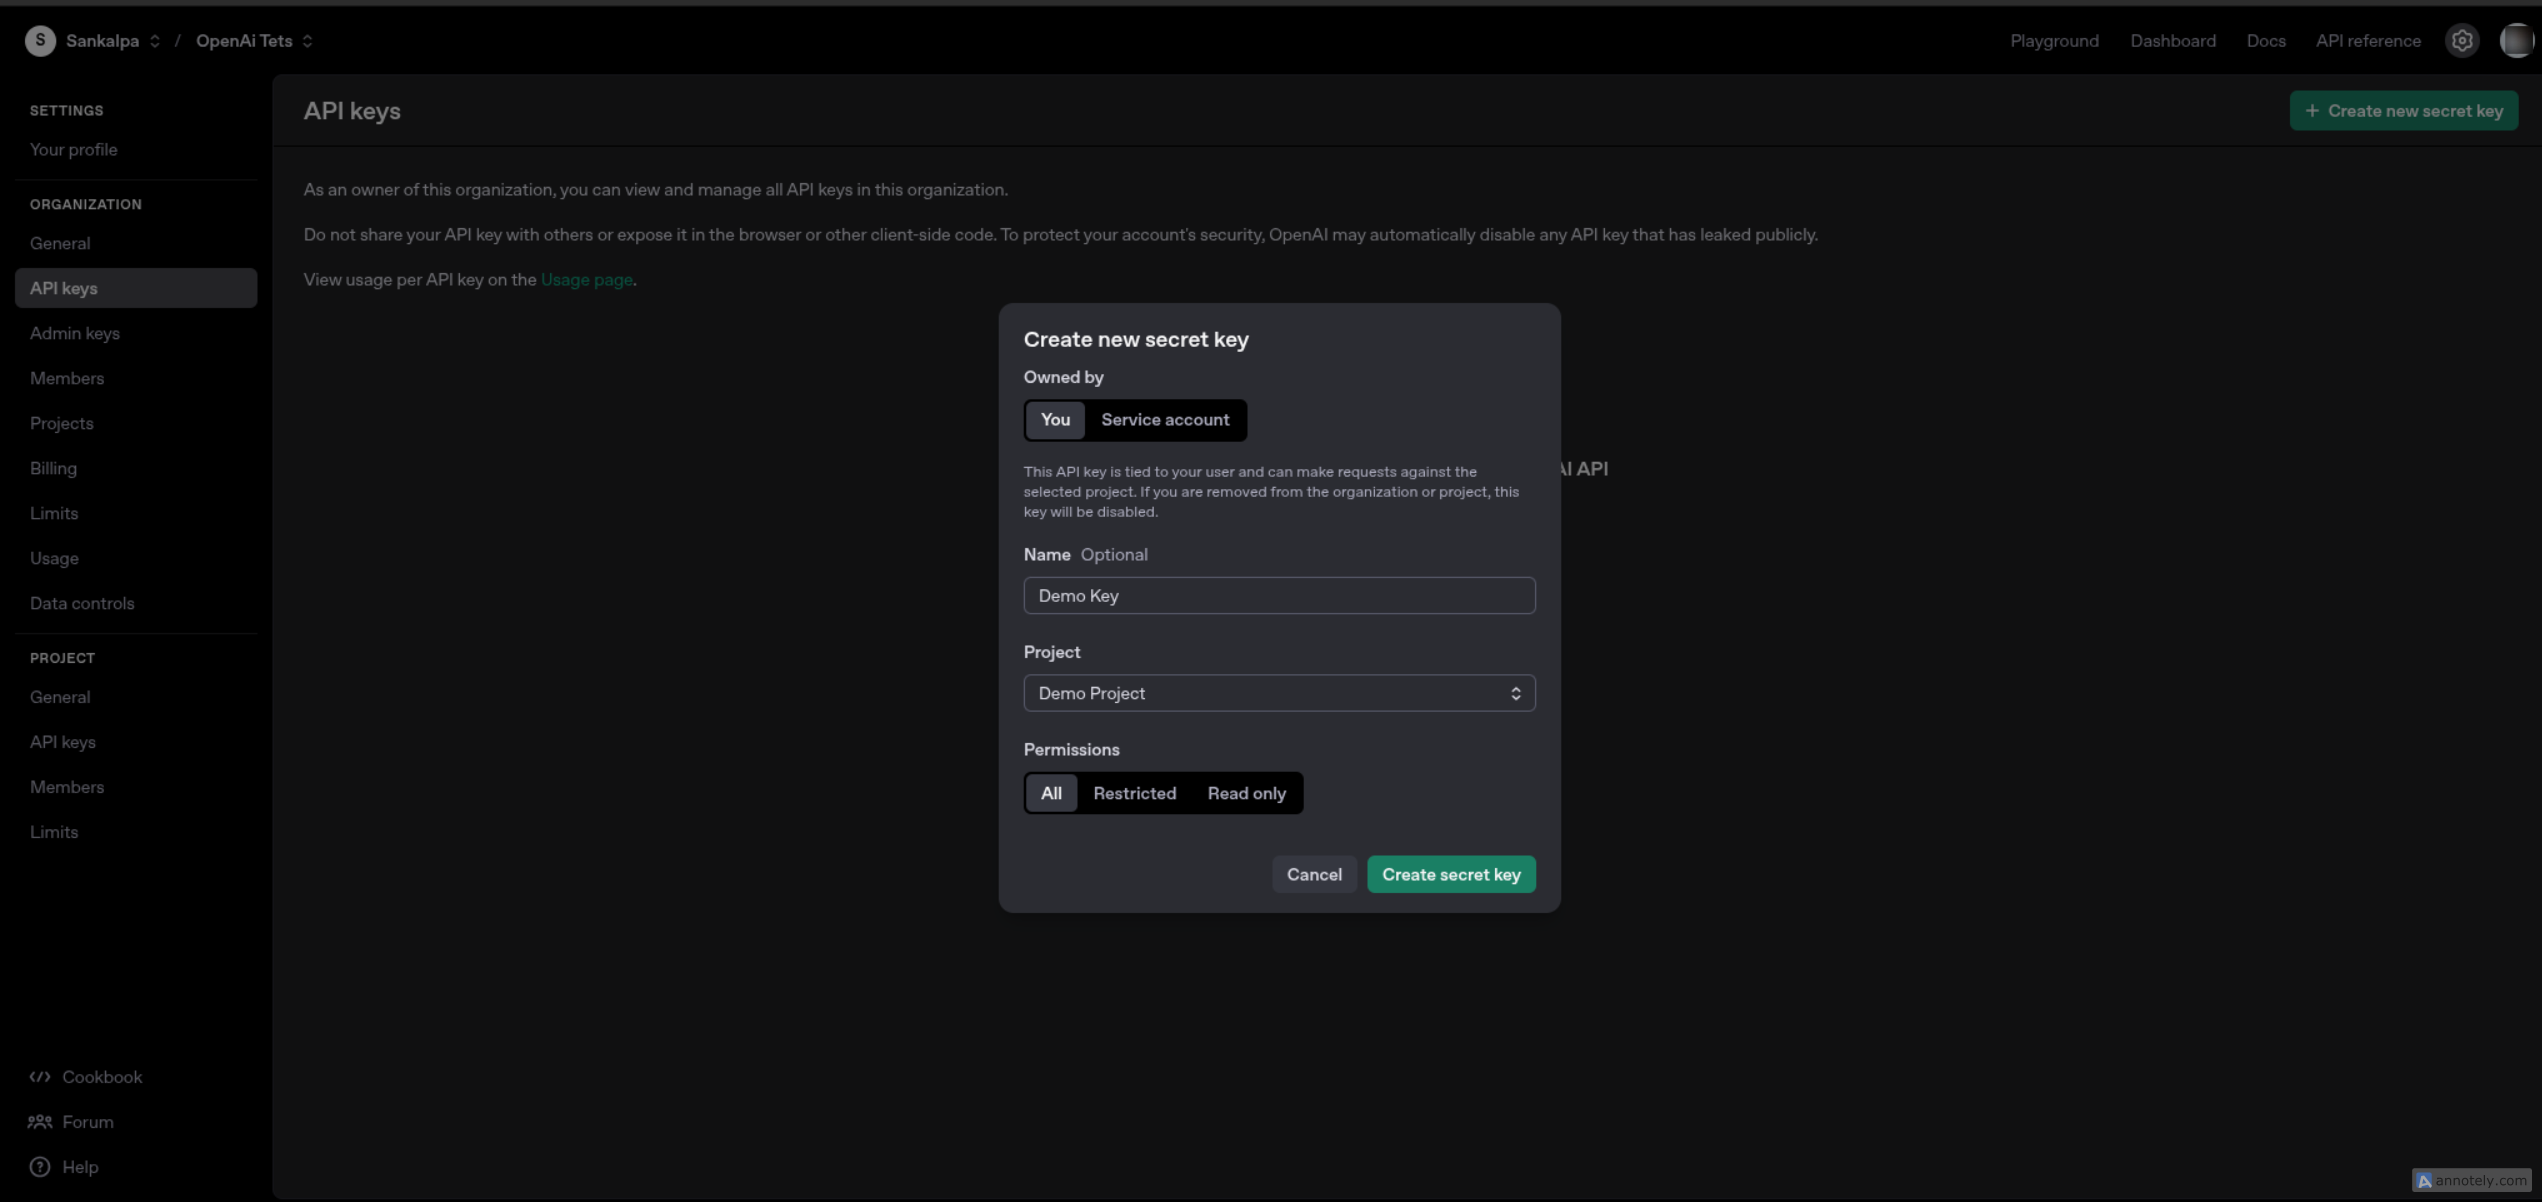 S Sankalpa / OpenAi Tets
Playground Dashboard Docs API reference
SETTINGS
Your profile
ORGANIZATION
General
API keys
Admin keys
Members
Projects
Billing
Limits
Usage
Data controls
PROJECT
General
API keys
Members
Limits
Cookbook
Forum
Help
API keys
+ Create new secret key
As an owner of this organization, you can view and manage all API keys in this organization.
Do not share your API key with others or expose it in the browser or other client-side code. To protect your account's security, OpenAI may automatically disable any API key that has leaked publicly.
View usage per API key on the Usage page.
AI API
Create new secret key
Owned by
You Service account
This API key is tied to your user and can make requests against the
selected project. If you are removed from the organization or project, this
key will be disabled.
Name Optional
Demo Key
Project
Demo Project
Permissions
All Restricted Read only
Cancel Create secret key
A annotely.com